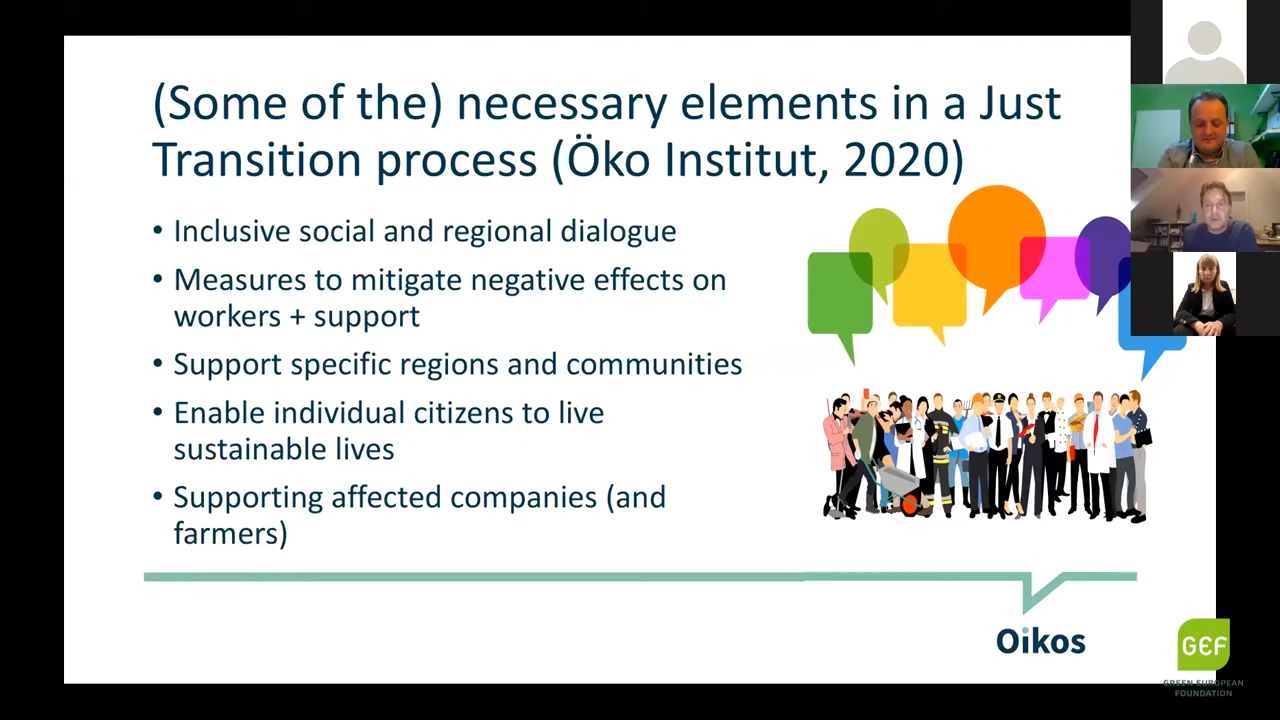 (Some of the) necessary elements in a Just
Transition process (Öko Institut, 2020)
• Inclusive social and regional dialogue
• Measures to mitigate negative effects on
workers + support
• Support specific regions and communities
• Enable individual citizens to live
sustainable lives
• Supporting affected companies (and
farmers)
Oikos
GEF
GREEN EUROPEAN
FOUNDATION